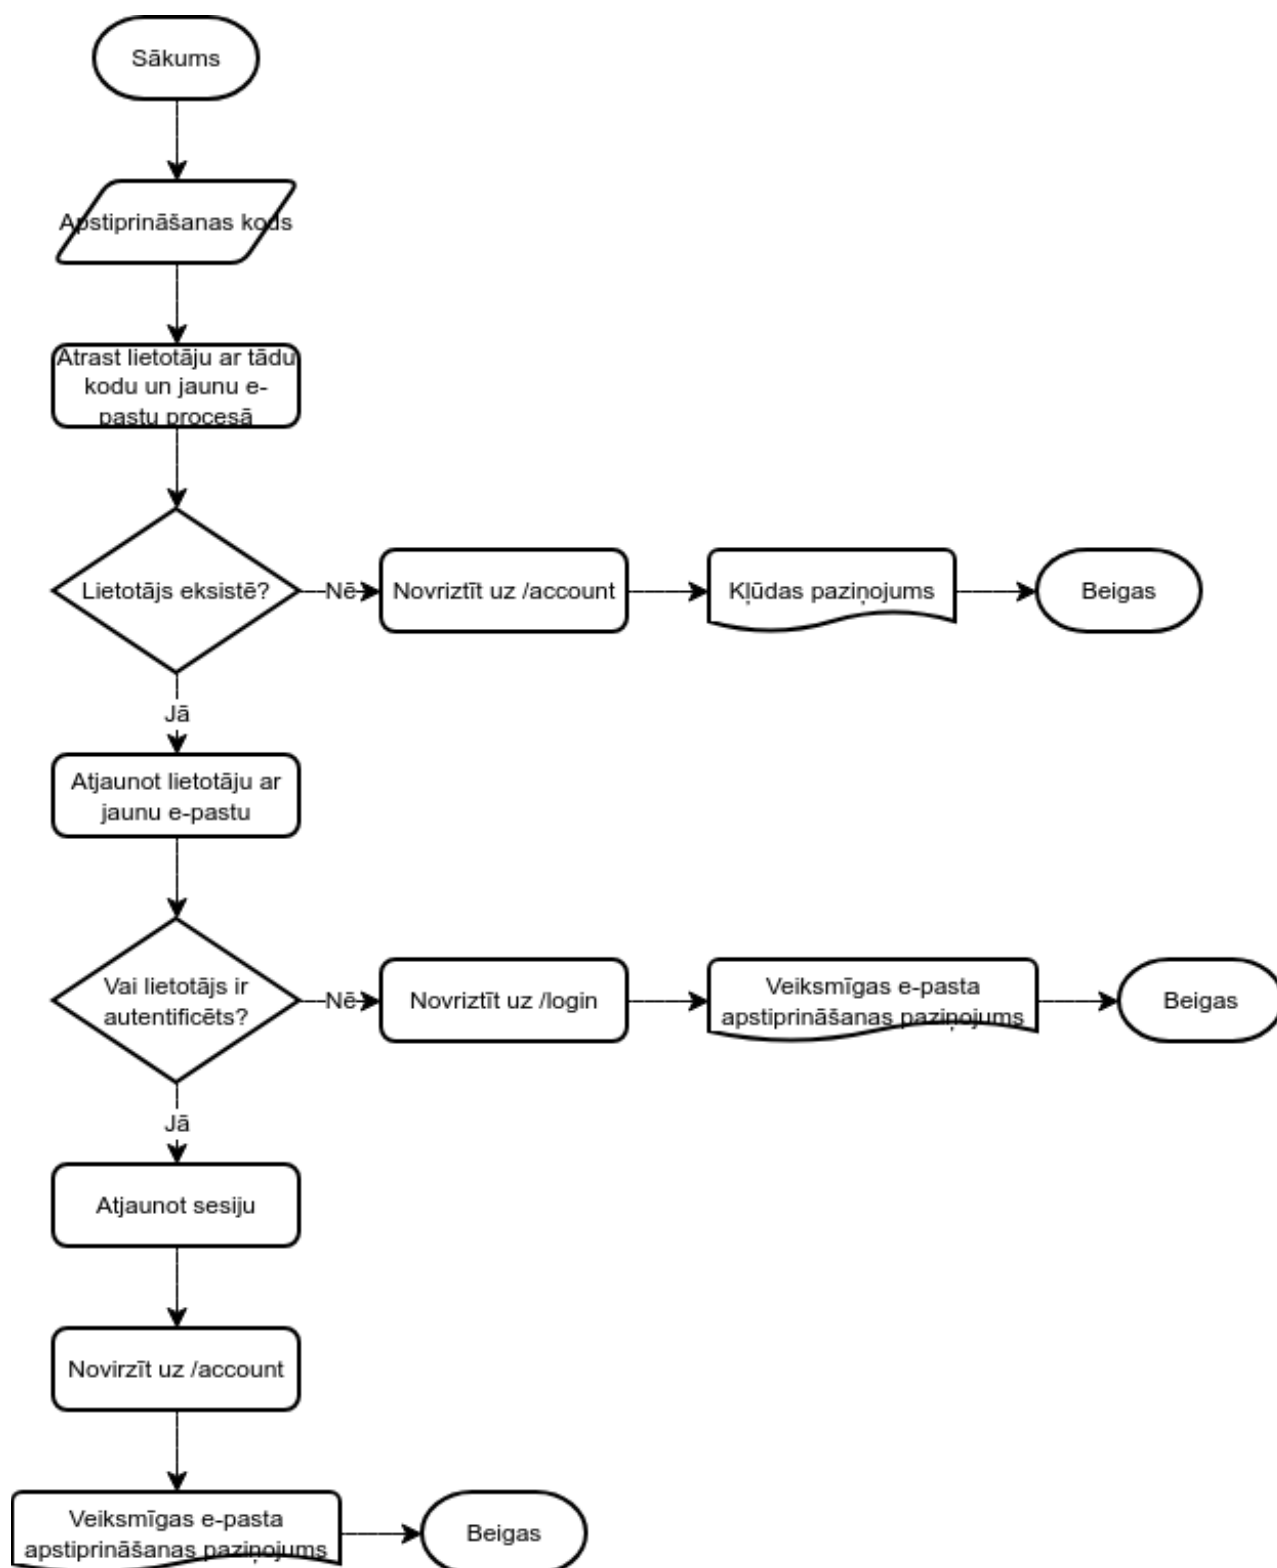 Sākums
Apstiprināšanas kods
Atrast lietotāju ar tādu
kodu un jaunu e-
pastu procesā
Lietotājs eksistē?
Nē
Novriztīt uz /account
Kļūdas paziņojums
Beigas
Jā
Atjaunot lietotāju ar
jaunu e-pastu
Vai lietotājs ir
autentificēts?
Nē
Novriztīt uz /login
Veiksmīgas e-pasta
apstiprināšanas paziņojums
Beigas
Jā
Atjaunot sesiju
Novirzīt uz /account
Veiksmīgas e-pasta
apstiprināšanas paziņojums
Beigas